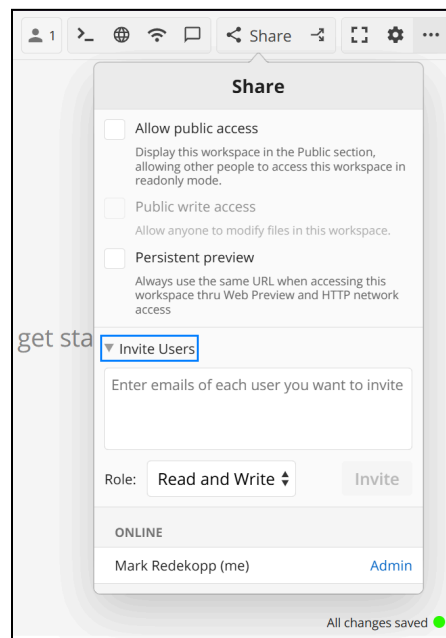 1 Share
Share
Allow public access
Display this workspace in the Public section,
allowing other people to access this workspace in
readonly mode.
Public write access
Allow anyone to modify files in this workspace.
Persistent preview
Always use the same URL when accessing this
workspace thru Web Preview and HTTP network
access
get sta
Invite Users
Enter emails of each user you want to invite
Role: Read and Write Invite
ONLINE
Mark Redekopp (me) Admin
All changes saved